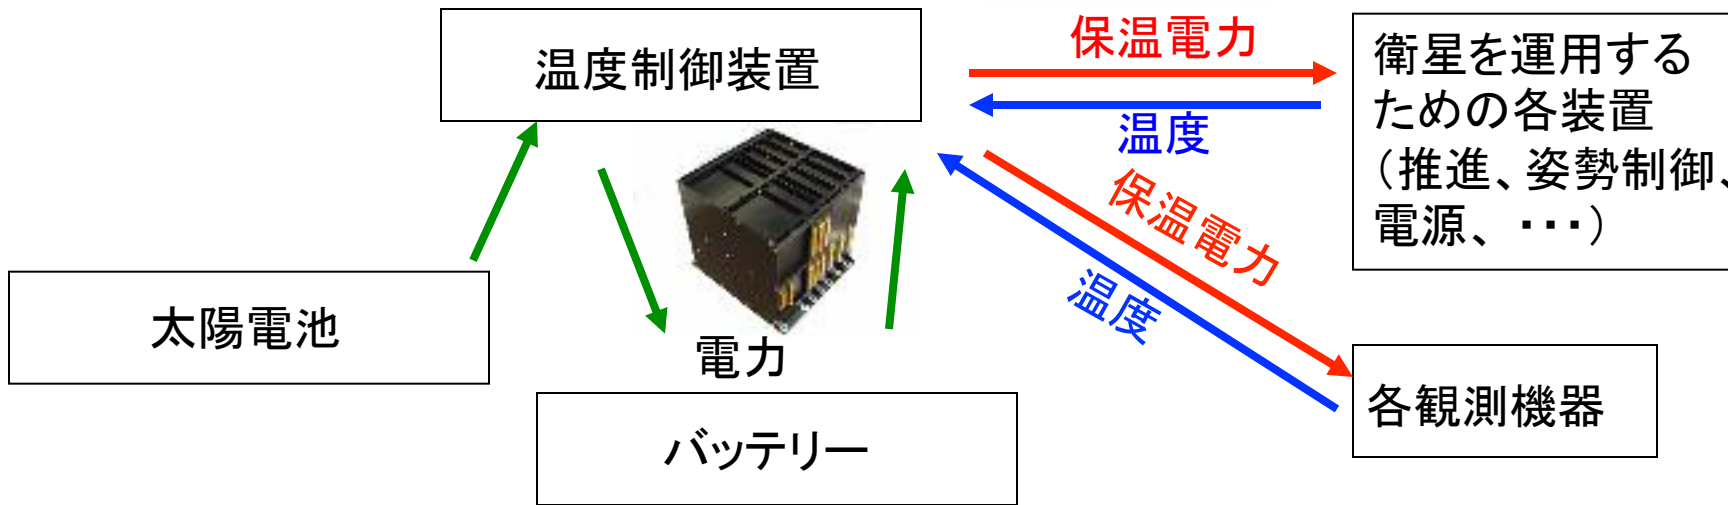 温度制御装置
保温電力
温度
衛星を運用する
ための各装置
（推進、姿勢制御、
電源、・・・）
保温電力
温度
太陽電池
電力
バッテリー
各観測機器